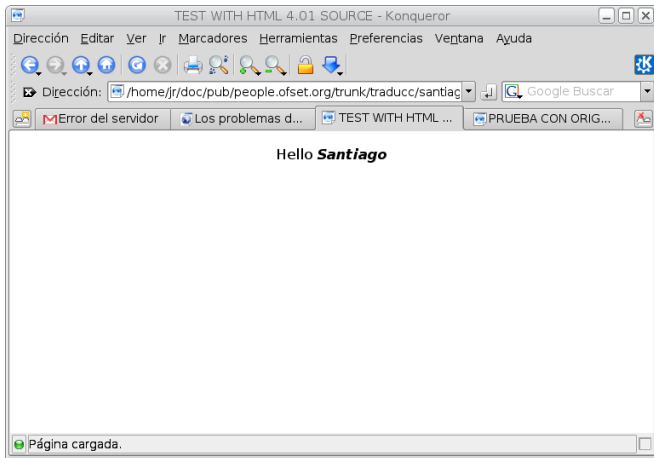 TEST WITH HTML 4.01 SOURCE - Konqueror
Dirección Editar Ver Ir Marcadores Herramientas Preferencias Ventana Ayuda
Dirección: /home/jr/doc/pub/people.ofset.org/trunk/traducc/santiag Google Buscar
Error del servidor Los problemas d... TEST WITH HTML ... PRUEBA CON ORIG...
Hello Santiago
Página cargada.